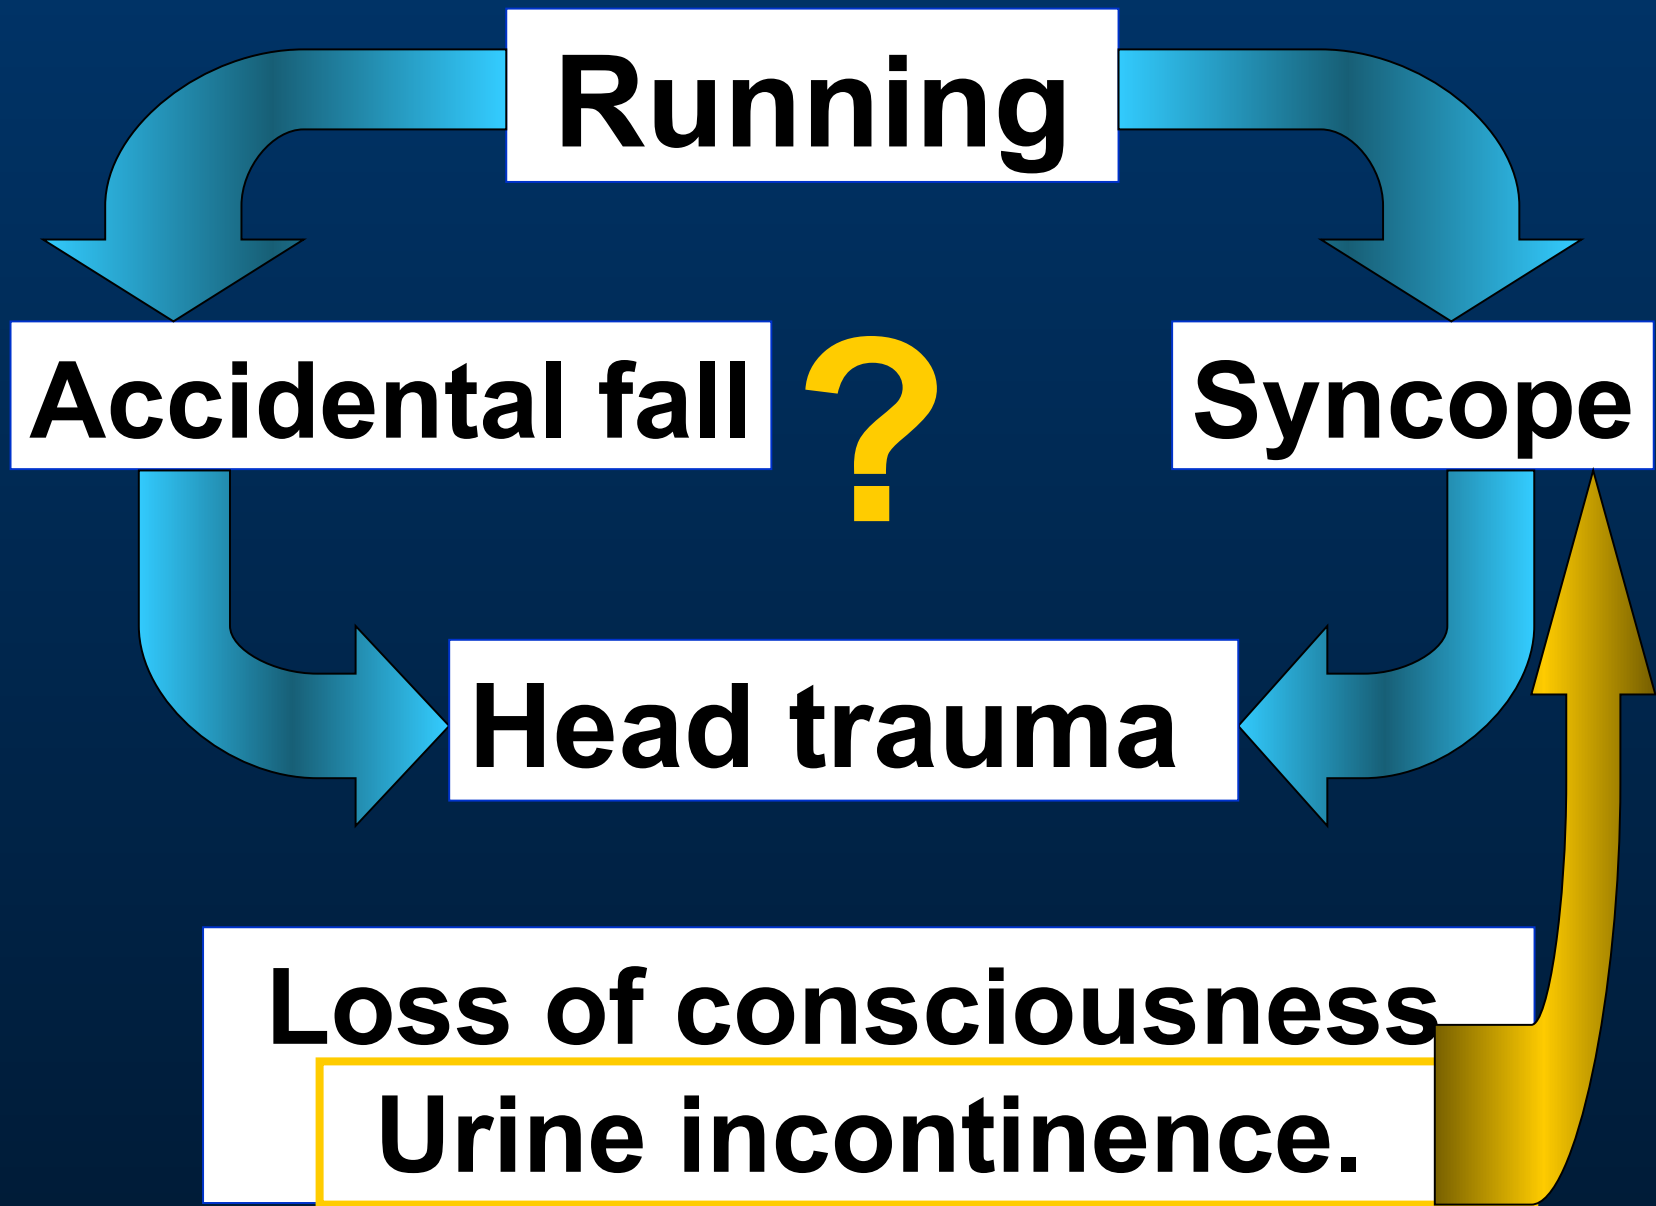 Running
Accidental fall
?
Syncope
Head trauma
Loss of consciousness
Urine incontinence.